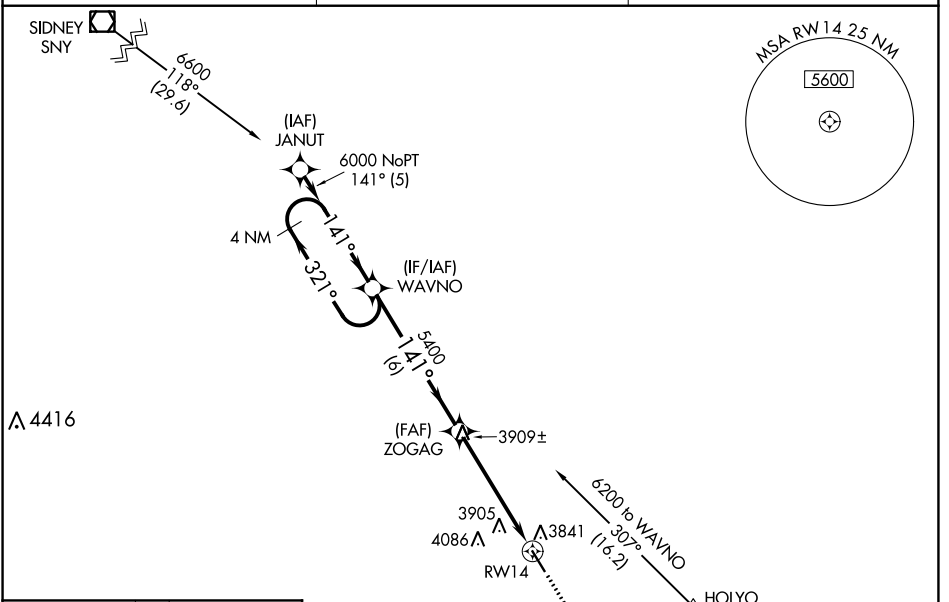 SIDNEY
SNY
6600
118°
(29.6)
MSA RW14 25 NM
5600
(IAF)
JANUT
6000 NoPT
141° (5)
4 NM
141°
321°
(IF/IAF)
WAVNO
5400
141°
(6)
4416
(FAF)
ZOGAG
3909±
3905
4086
3841
RW14
6200 to WAVNO
307°
(16.2)
HOLYO